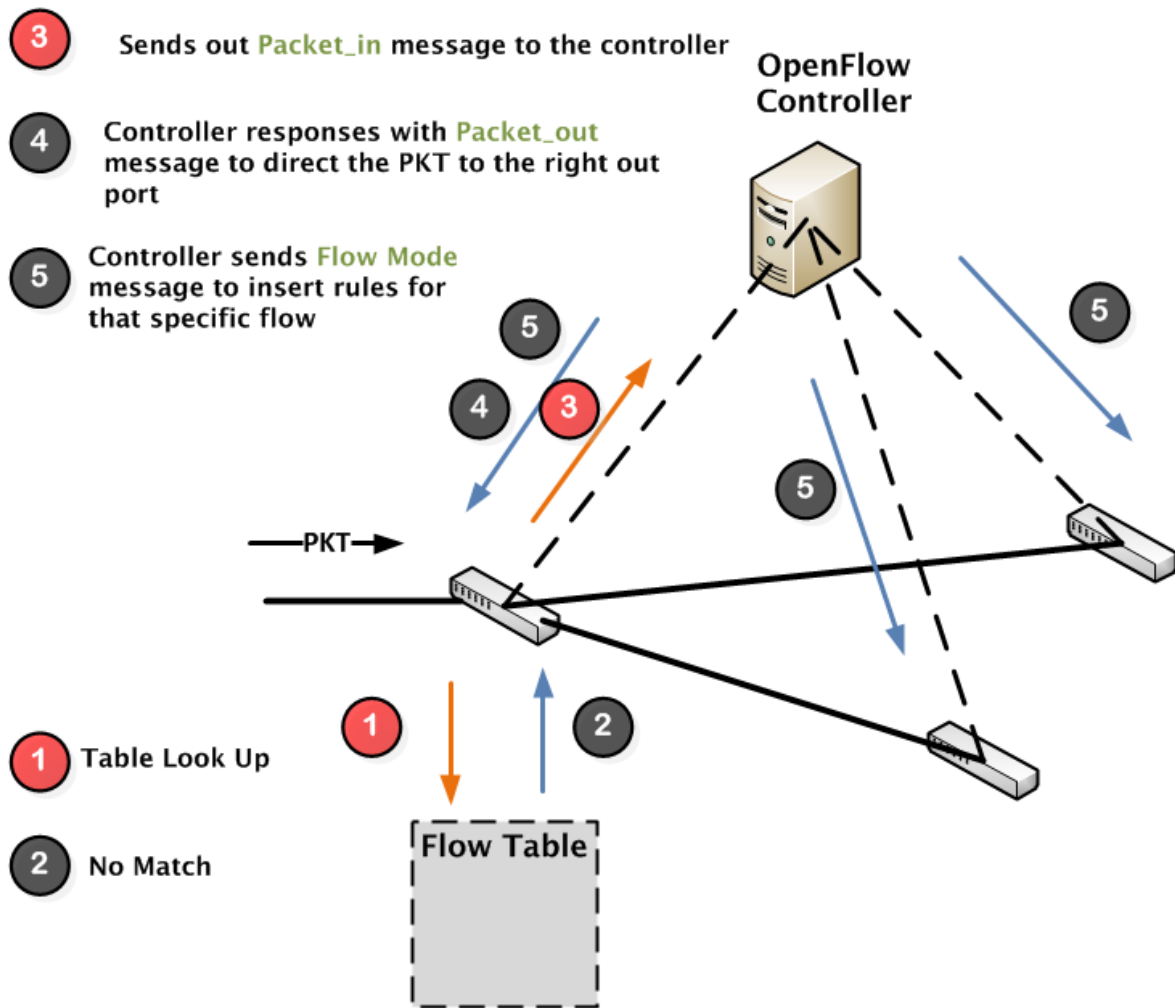 3
Sends out Packet_in message to the controller
OpenFlow
Controller
4
Controller responses with Packet_out
message to direct the PKT to the right out
port
5
Controller sends Flow Mode
message to insert rules for
that specific flow
5
5
4
3
5
PKT
1
2
1
Table Look Up
2
No Match
Flow Table